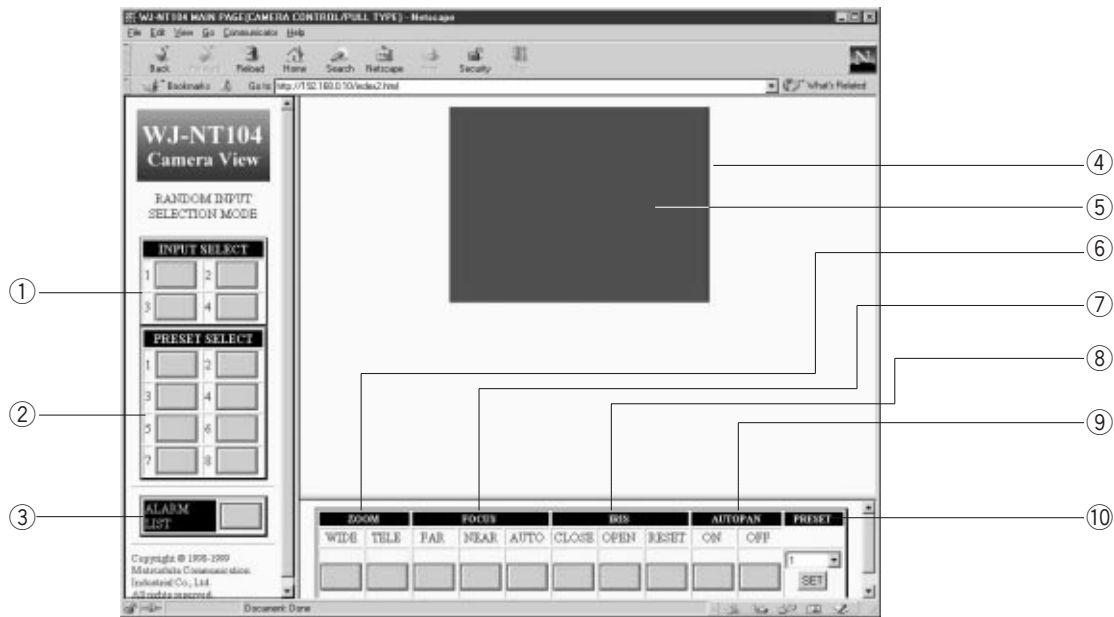 WJ-NT104 MAIN PAGE(CAMERA CONTROL/PULL TYPE) - Netscape
File Edit View Go Communicator Help
Back Reload Home Search Netscape Security
Bookmarks Go to: http://192.168.0.10/index2.html What's Related
WJ-NT104
Camera View
RANDOM INPUT
SELECTION MODE
INPUT SELECT
1 2
3 4
PRESET SELECT
1 2
3 4
5 6
7 8
ALARM
LIST
Copyright © 1998-1999
Matsushita Communication
Industrial Co., Ltd.
All rights reserved.
ZOOM FOCUS IRIS AUTOPAN PRESET
WIDE TELE FAR NEAR AUTO CLOSE OPEN RESET ON OFF
1
SET
Document: Done
①
②
③
④
⑤
⑥
⑦
⑧
⑨
⑩